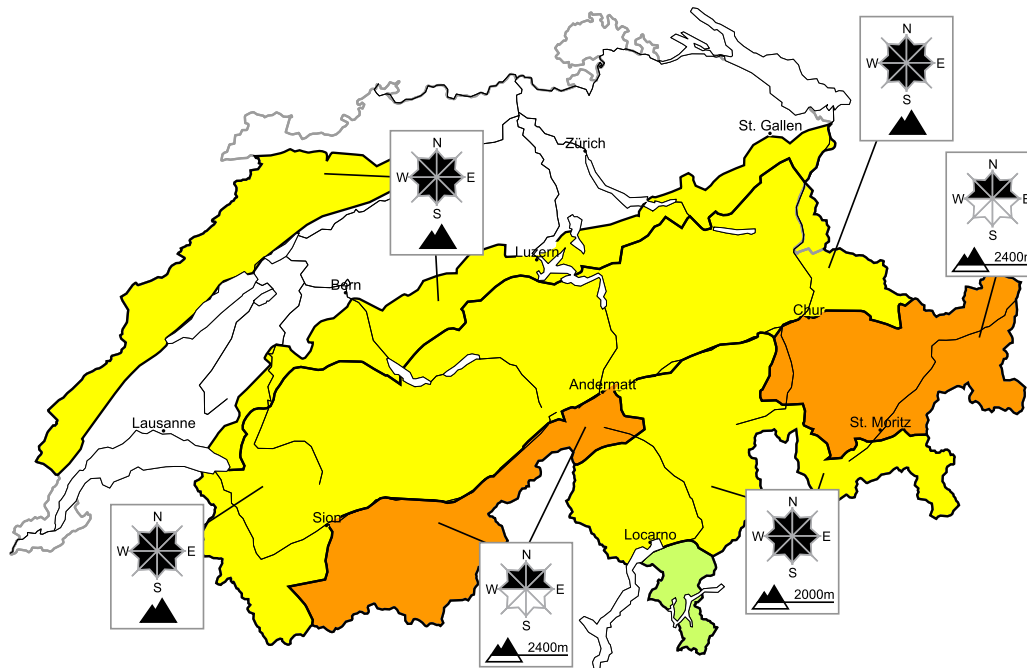 N
W E
S
N
W E
S
St. Gallen
Zürich
N
W E
S
2400m
Luzern
Bern
Chur
Andermatt
Lausanne
St. Moritz
Sion
Locarno
N
W E
S
N
W E
S
2000m
N
W E
S
2400m